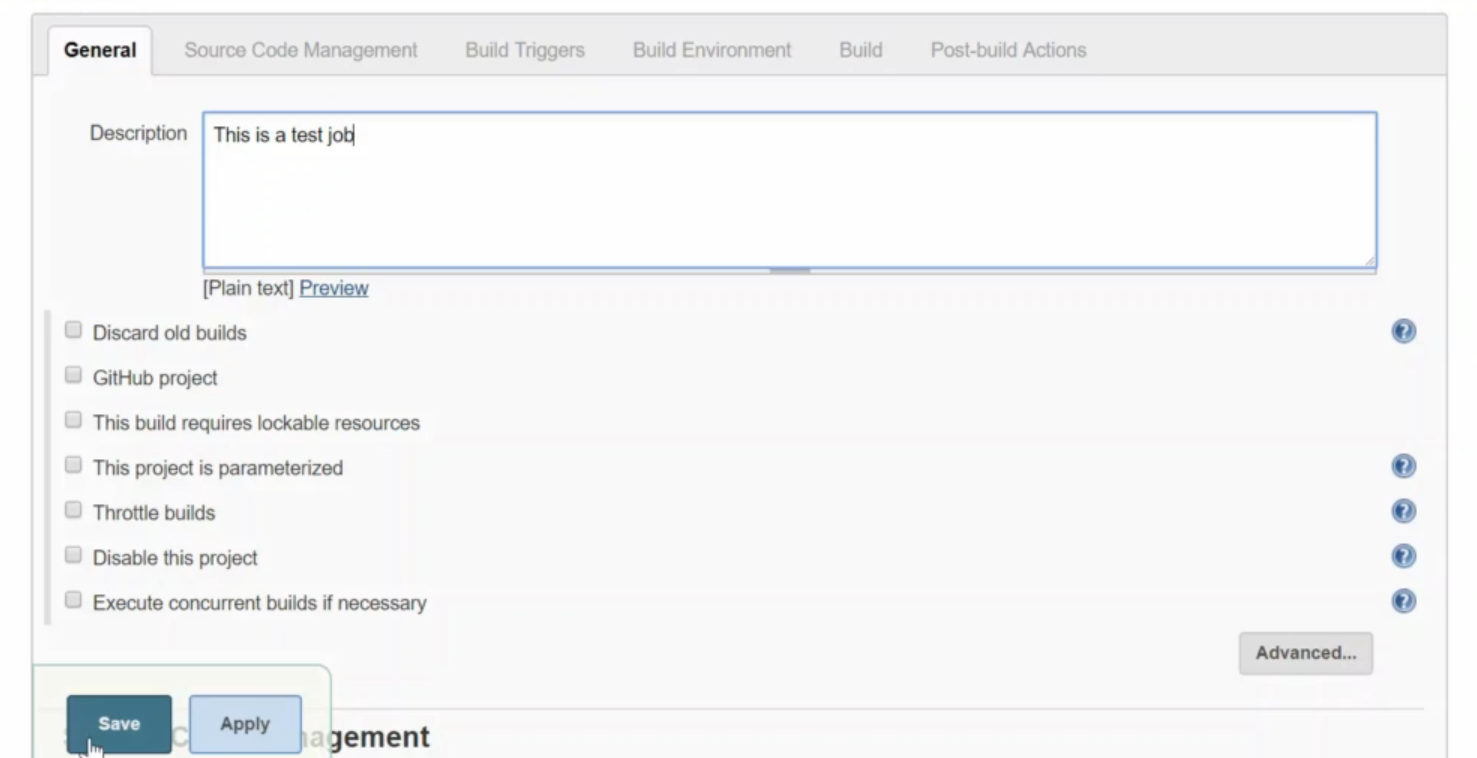 General Source Code Management Build Triggers Build Environment Build Post-build Actions
Description This is a test job
[Plain text] Preview
Discard old builds
GitHub project
This build requires lockable resources
This project is parameterized
Throttle builds
Disable this project
Execute concurrent builds if necessary
Advanced...
Save Apply
agement